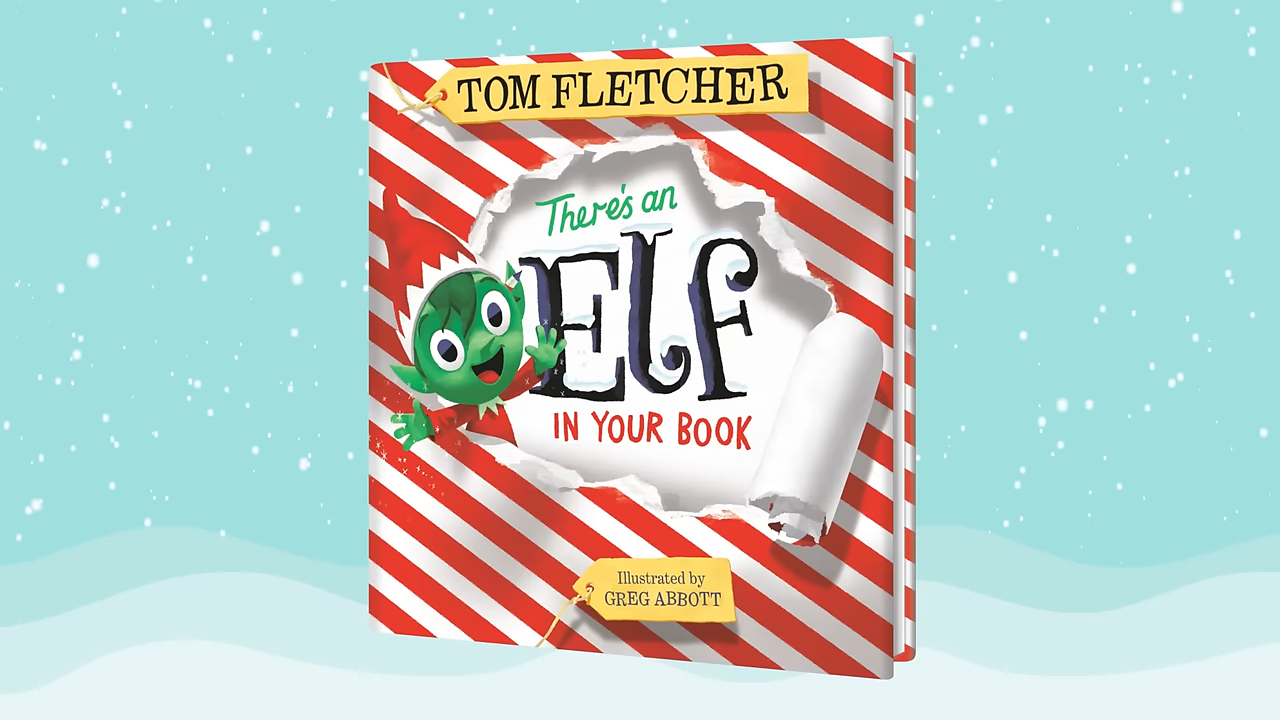 TOM FLETCHER
There's an
Elf
IN YOUR BOOK
Illustrated by
GREG ABBOTT